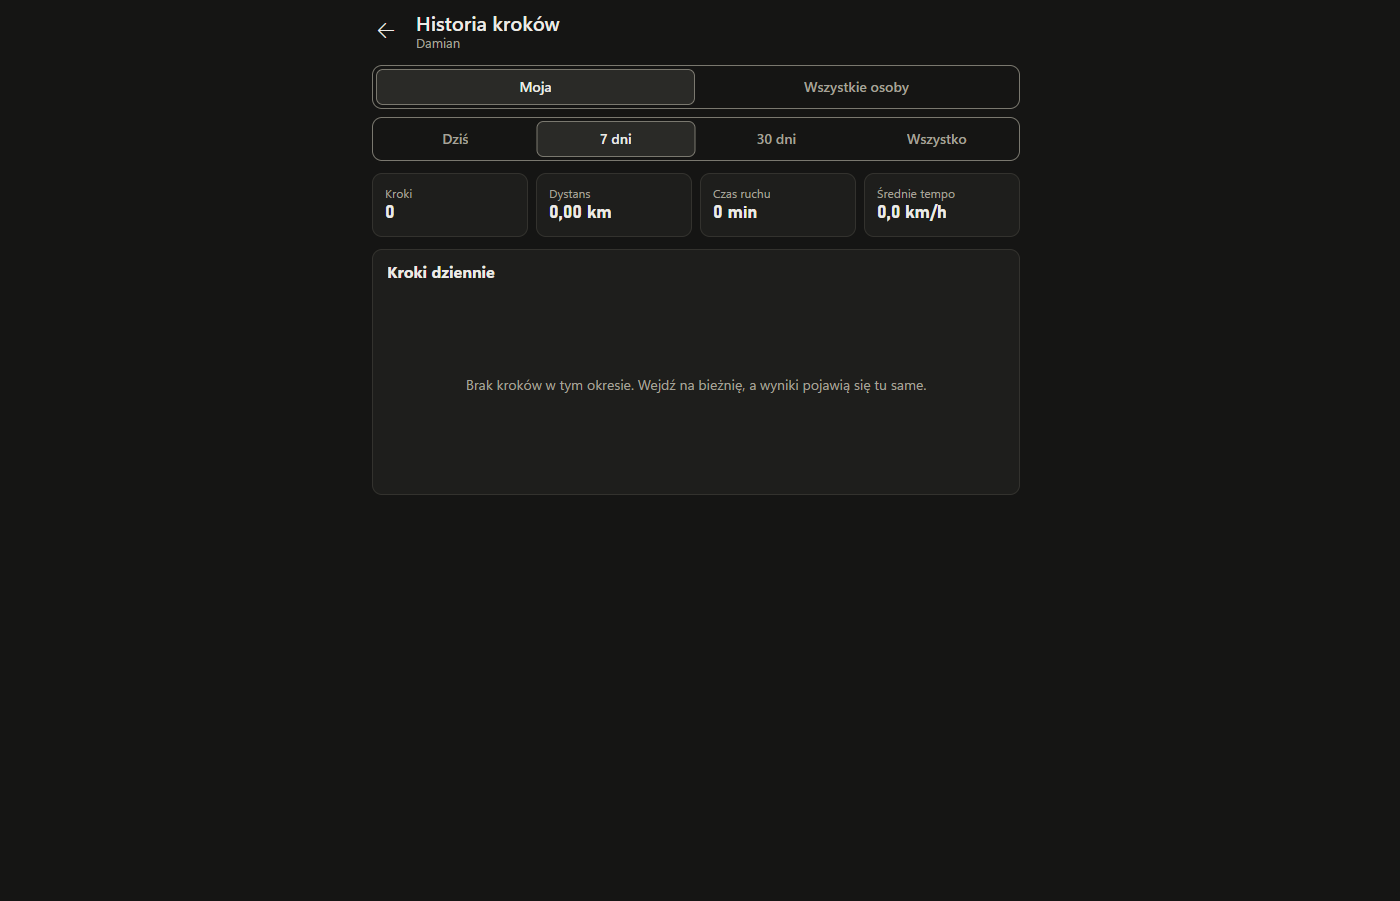 Historia kroków
Damian
Moja
Wszystkie osoby
Dziś
7 dni
30 dni
Wszystko
Kroki
0
Dystans
0,00 km
Czas ruchu
0 min
Średnie tempo
0,0 km/h
Kroki dziennie
Brak kroków w tym okresie. Wejdź na bieżnię, a wyniki pojawią się tu same.